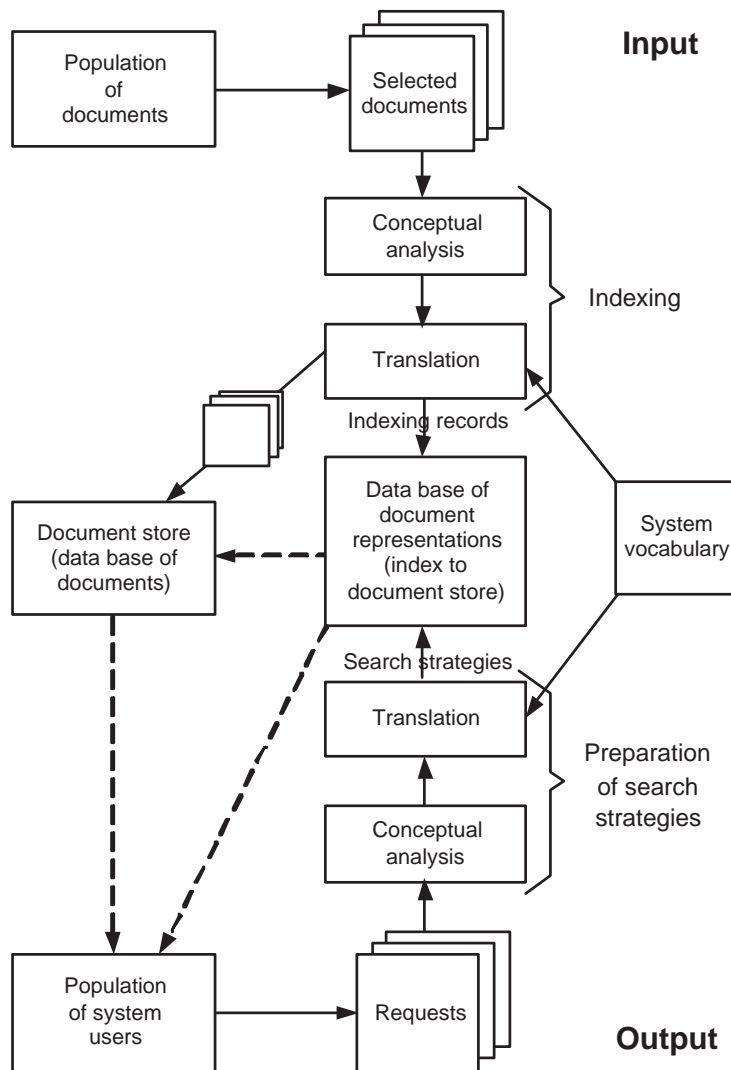 Input
Population
of
documents
Selected
documents
Conceptual
analysis
Indexing
Translation
Indexing records
Document store
(data base of
documents)
Data base of
document
representations
(index to
document store)
System
vocabulary
Search strategies
Translation
Preparation
of search
strategies
Conceptual
analysis
Population
of system
users
Requests
Output